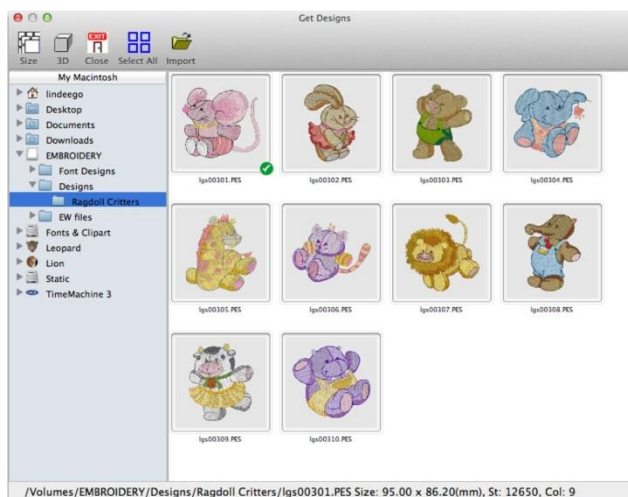 Get Designs
Size 3D Close Select All Import
EXIT
My Macintosh
lindeego
Desktop
Documents
Downloads
EMBROIDERY
Font Designs
Designs
Ragdoll Critters
EW files
Fonts & Clipart
Leopard
Lion
Static
TimeMachine 3
lgs00301.PES lgs00302.PES lgs00303.PES lgs00304.PES
lgs00305.PES lgs00306.PES lgs00307.PES lgs00308.PES
lgs00309.PES lgs00310.PES
/Volumes/EMBROIDERY/Designs/Ragdoll Critters/lgs00301.PES Size: 95.00 x 86.20(mm), St: 12650, Col: 9